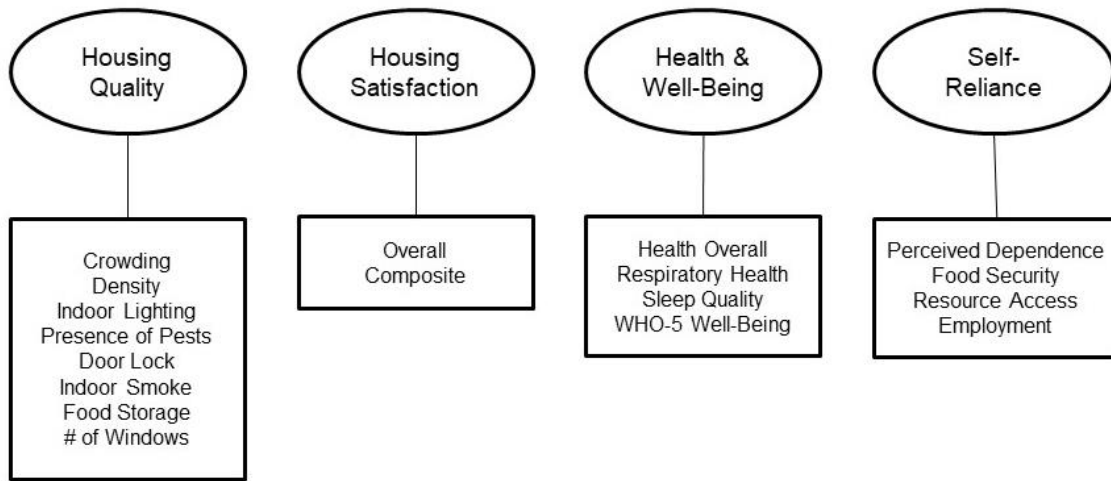 Housing
Quality
Housing
Satisfaction
Health &
Well-Being
Self-
Reliance
Crowding
Density
Indoor Lighting
Presence of Pests
Door Lock
Indoor Smoke
Food Storage
# of Windows
Overall
Composite
Health Overall
Respiratory Health
Sleep Quality
WHO-5 Well-Being
Perceived Dependence
Food Security
Resource Access
Employment